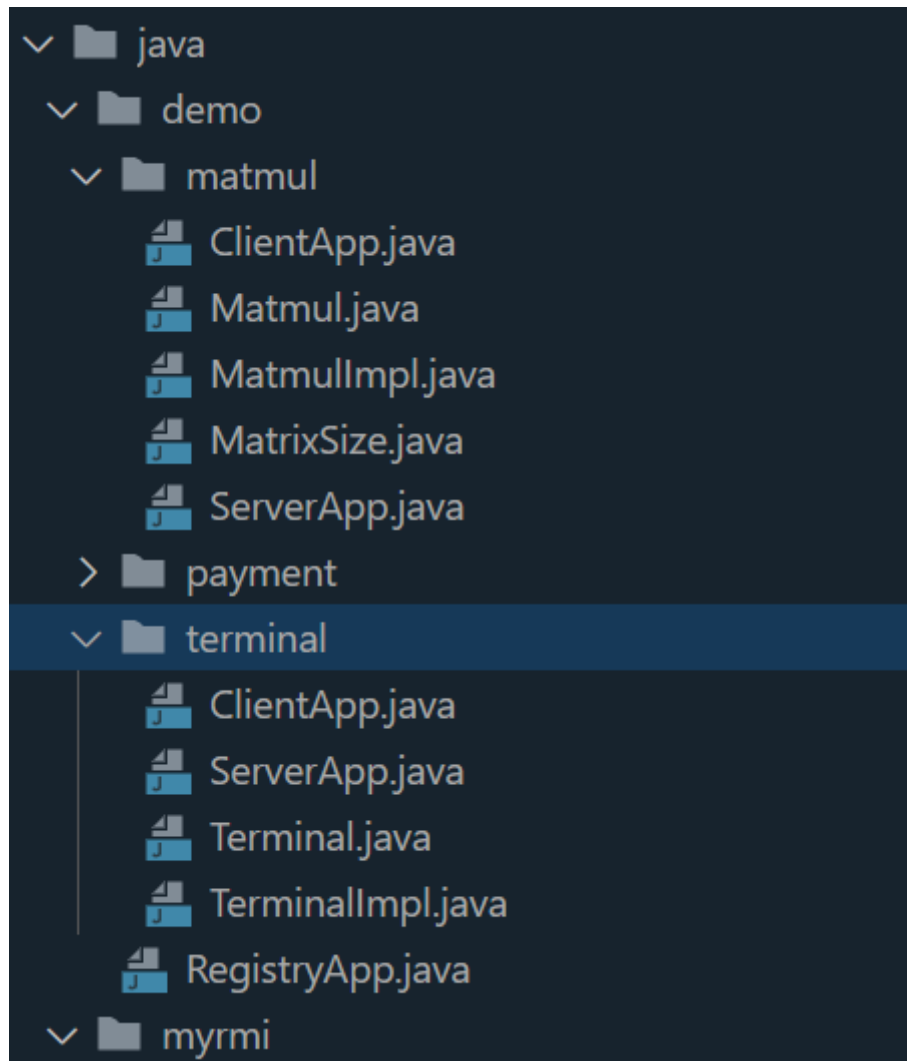 java
demo
matmul
ClientApp.java
Matmul.java
MatmulImpl.java
MatrixSize.java
ServerApp.java
payment
terminal
ClientApp.java
ServerApp.java
Terminal.java
TerminalImpl.java
RegistryApp.java
myrmi